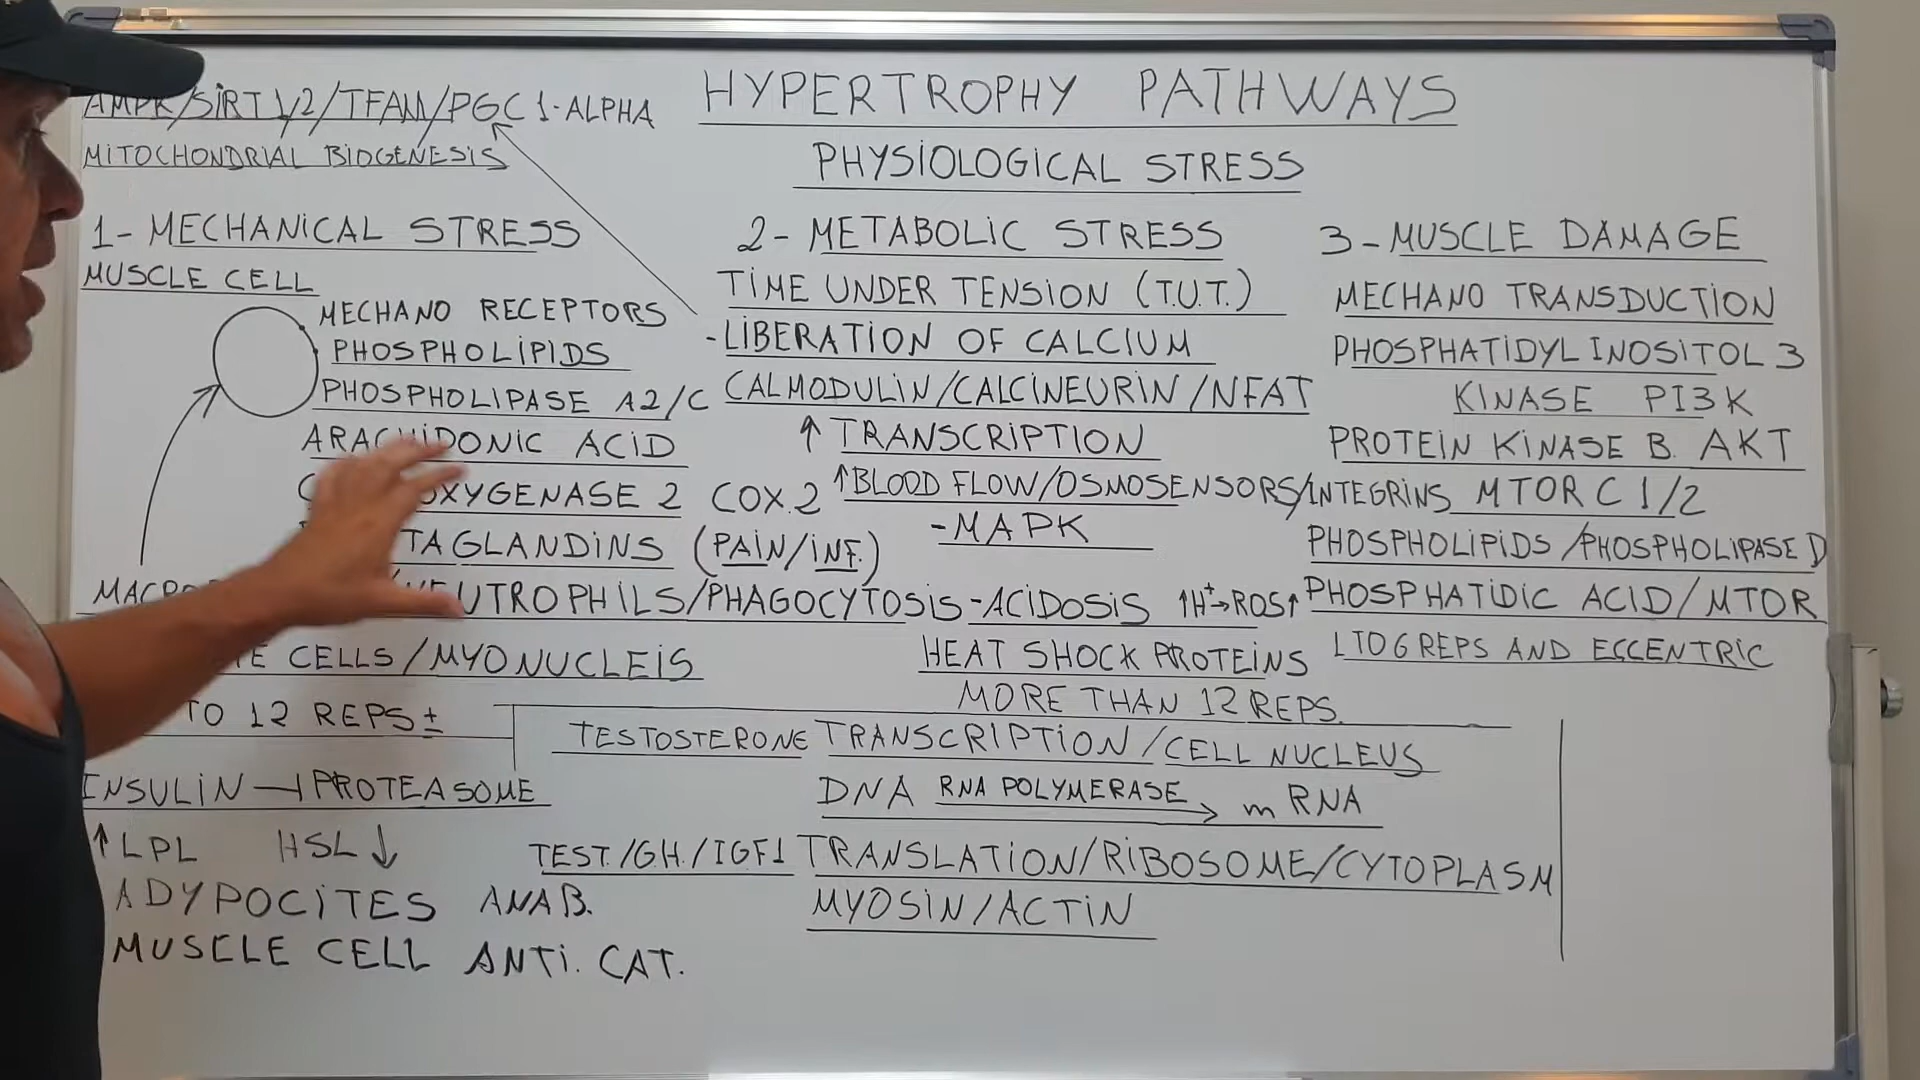 HYPERTROPHY PATHWAYS
PHYSIOLOGICAL STRESS
AMPK/SIRT 1/2/TFAM/PGC 1-ALPHA
MITOCHONDRIAL BIOGENESIS
1- MECHANICAL STRESS
MUSCLE CELL
MECHANO RECEPTORS
PHOSPHOLIPIDS
PHOSPHOLIPASE A2/C
ARACHIDONIC ACID
OXYGENASE 2 COX.2
TAGLANDINS (PAIN/INF.)
MACRO UTROPHILS/PHAGOCYTOSIS
CELLS/MYONUCLEIS
TO 12 REPS ±
2- METABOLIC STRESS
TIME UNDER TENSION (T.U.T.)
-LIBERATION OF CALCIUM
CALMODULIN/CALCINEURIN/NFAT
↑ TRANSCRIPTION
↑BLOOD FLOW/OSMOSENSORS/INTEGRINS
-MAPK
-ACIDOSIS ↑H+→ROS↑
HEAT SHOCK PROTEINS
MORE THAN 12 REPS.
3-MUSCLE DAMAGE
MECHANO TRANSDUCTION
PHOSPHATIDYLINOSITOL 3
KINASE PI3K
PROTEIN KINASE B. AKT
MTOR C 1/2
PHOSPHOLIPIDS/PHOSPHOLIPASE D
PHOSPHATIDIC ACID/MTOR
1 TO 6 REPS AND ECCENTRIC
TESTOSTERONE TRANSCRIPTION/CELL NUCLEUS
DNA RNA POLYMERASE → mRNA
TEST./GH./IGF1 TRANSLATION/RIBOSOME/CYTOPLASM
MYOSIN/ACTIN
INSULIN ⊣ PROTEASOME
↑LPL HSL↓
ADYPOCITES ANAB.
MUSCLE CELL ANTI. CAT.